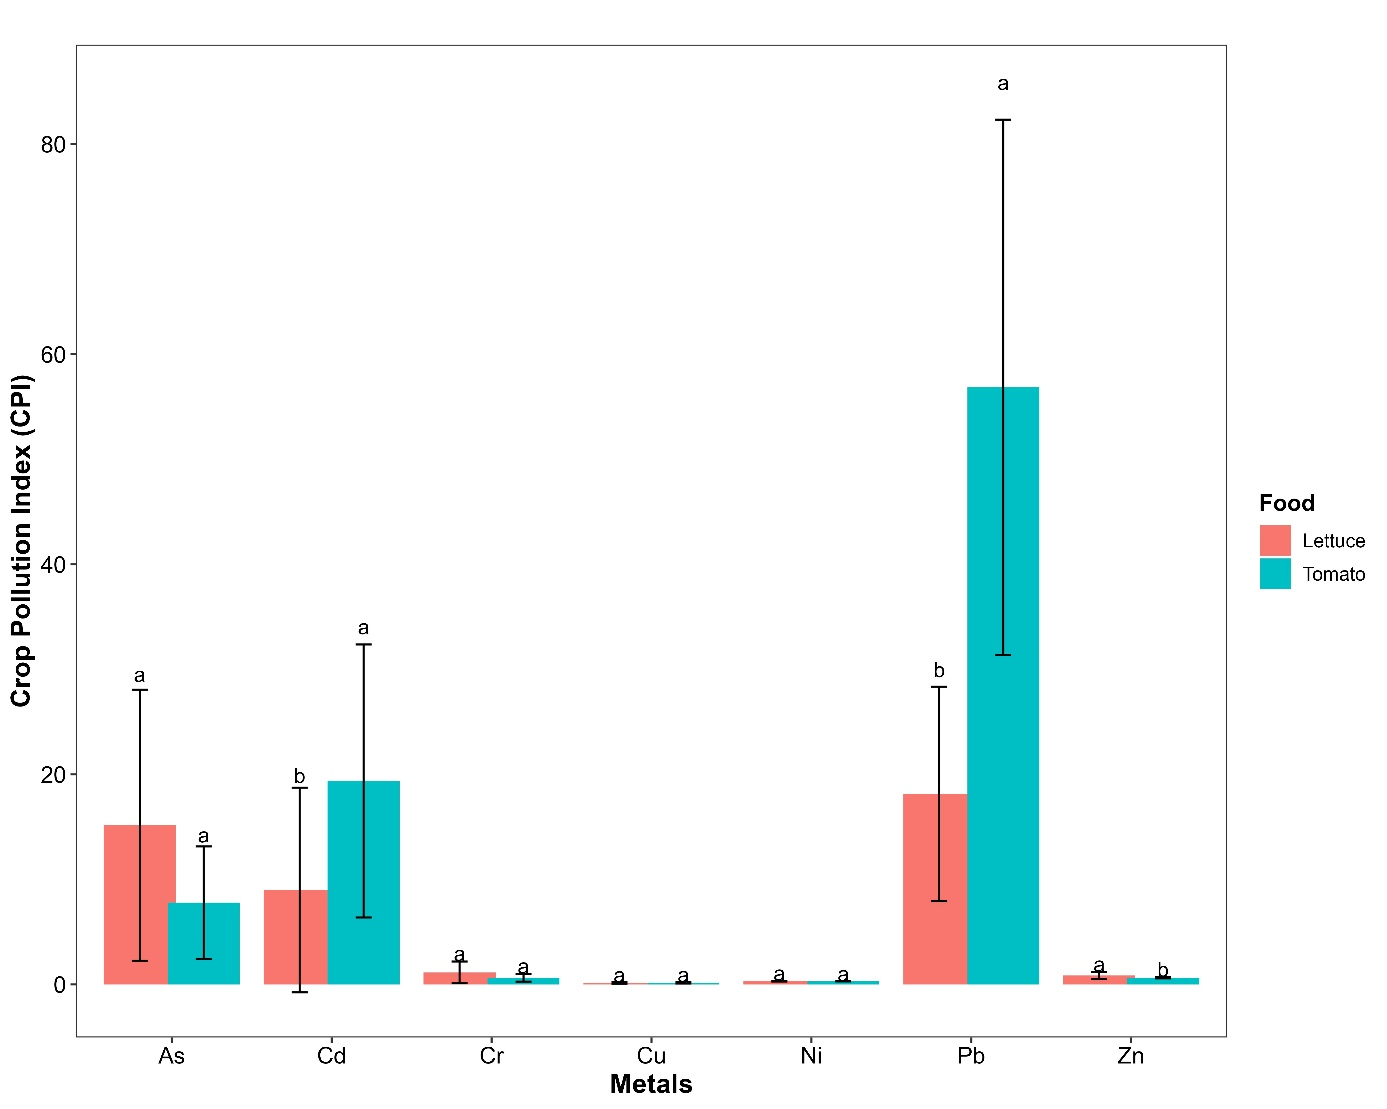 a
80
60
a
a
b
Food
Lettuce
Tomato
40
Crop Pollution Index (CPI)
b
a
20
a
a
a
a
a
a
a
a
b
0
As Cd Cr Cu Ni Pb Zn
Metals